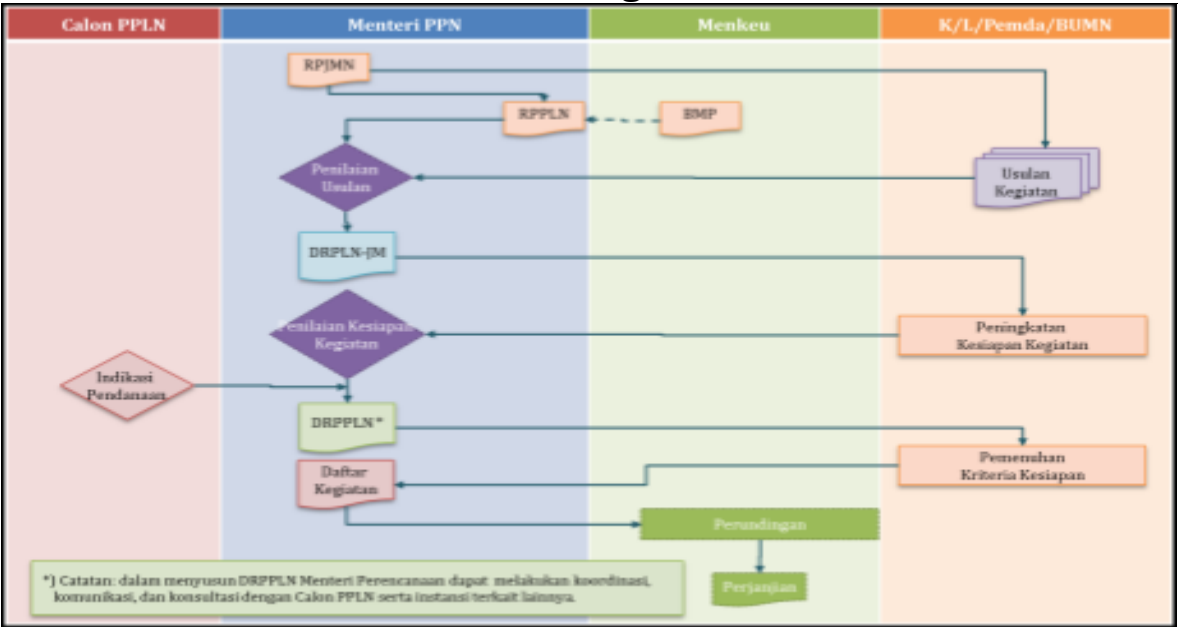 Calon PPLN
Menteri PPN
Menkeu
K/L/Pemda/BUMN
RPJMN
RPPLN
BMP
Penilaian
Usulan
Usulan
Kegiatan
DRPLN-JM
Penilaian Kesiapan
Kegiatan
Peningkatan
Kesiapan Kegiatan
Indikasi
Pendanaan
DRPPLN*
Pemenuhan
Kriteria Kesiapan
Daftar
Kegiatan
Perundingan
Perjanjian
*) Catatan: dalam menyusun DRPPLN Menteri Perencanaan dapat melakukan koordinasi,
komunikasi, dan konsultasi dengan Calon PPLN serta instansi terkait lainnya.